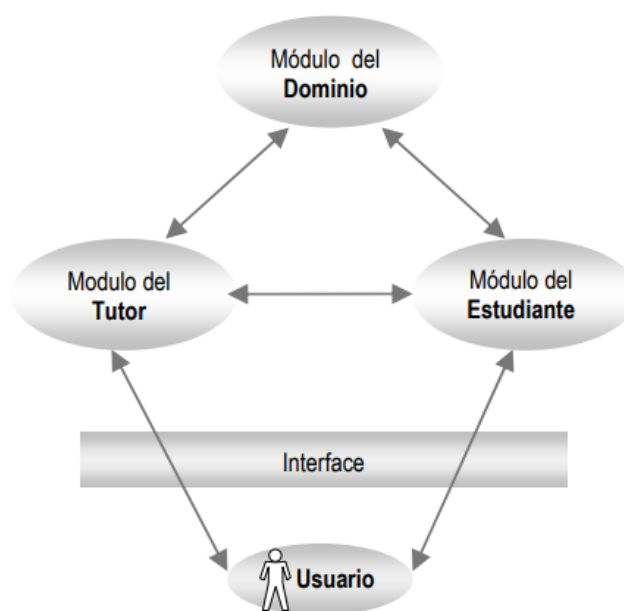 Módulo del
Dominio
Modulo del
Tutor
Módulo del
Estudiante
Interface
Usuario